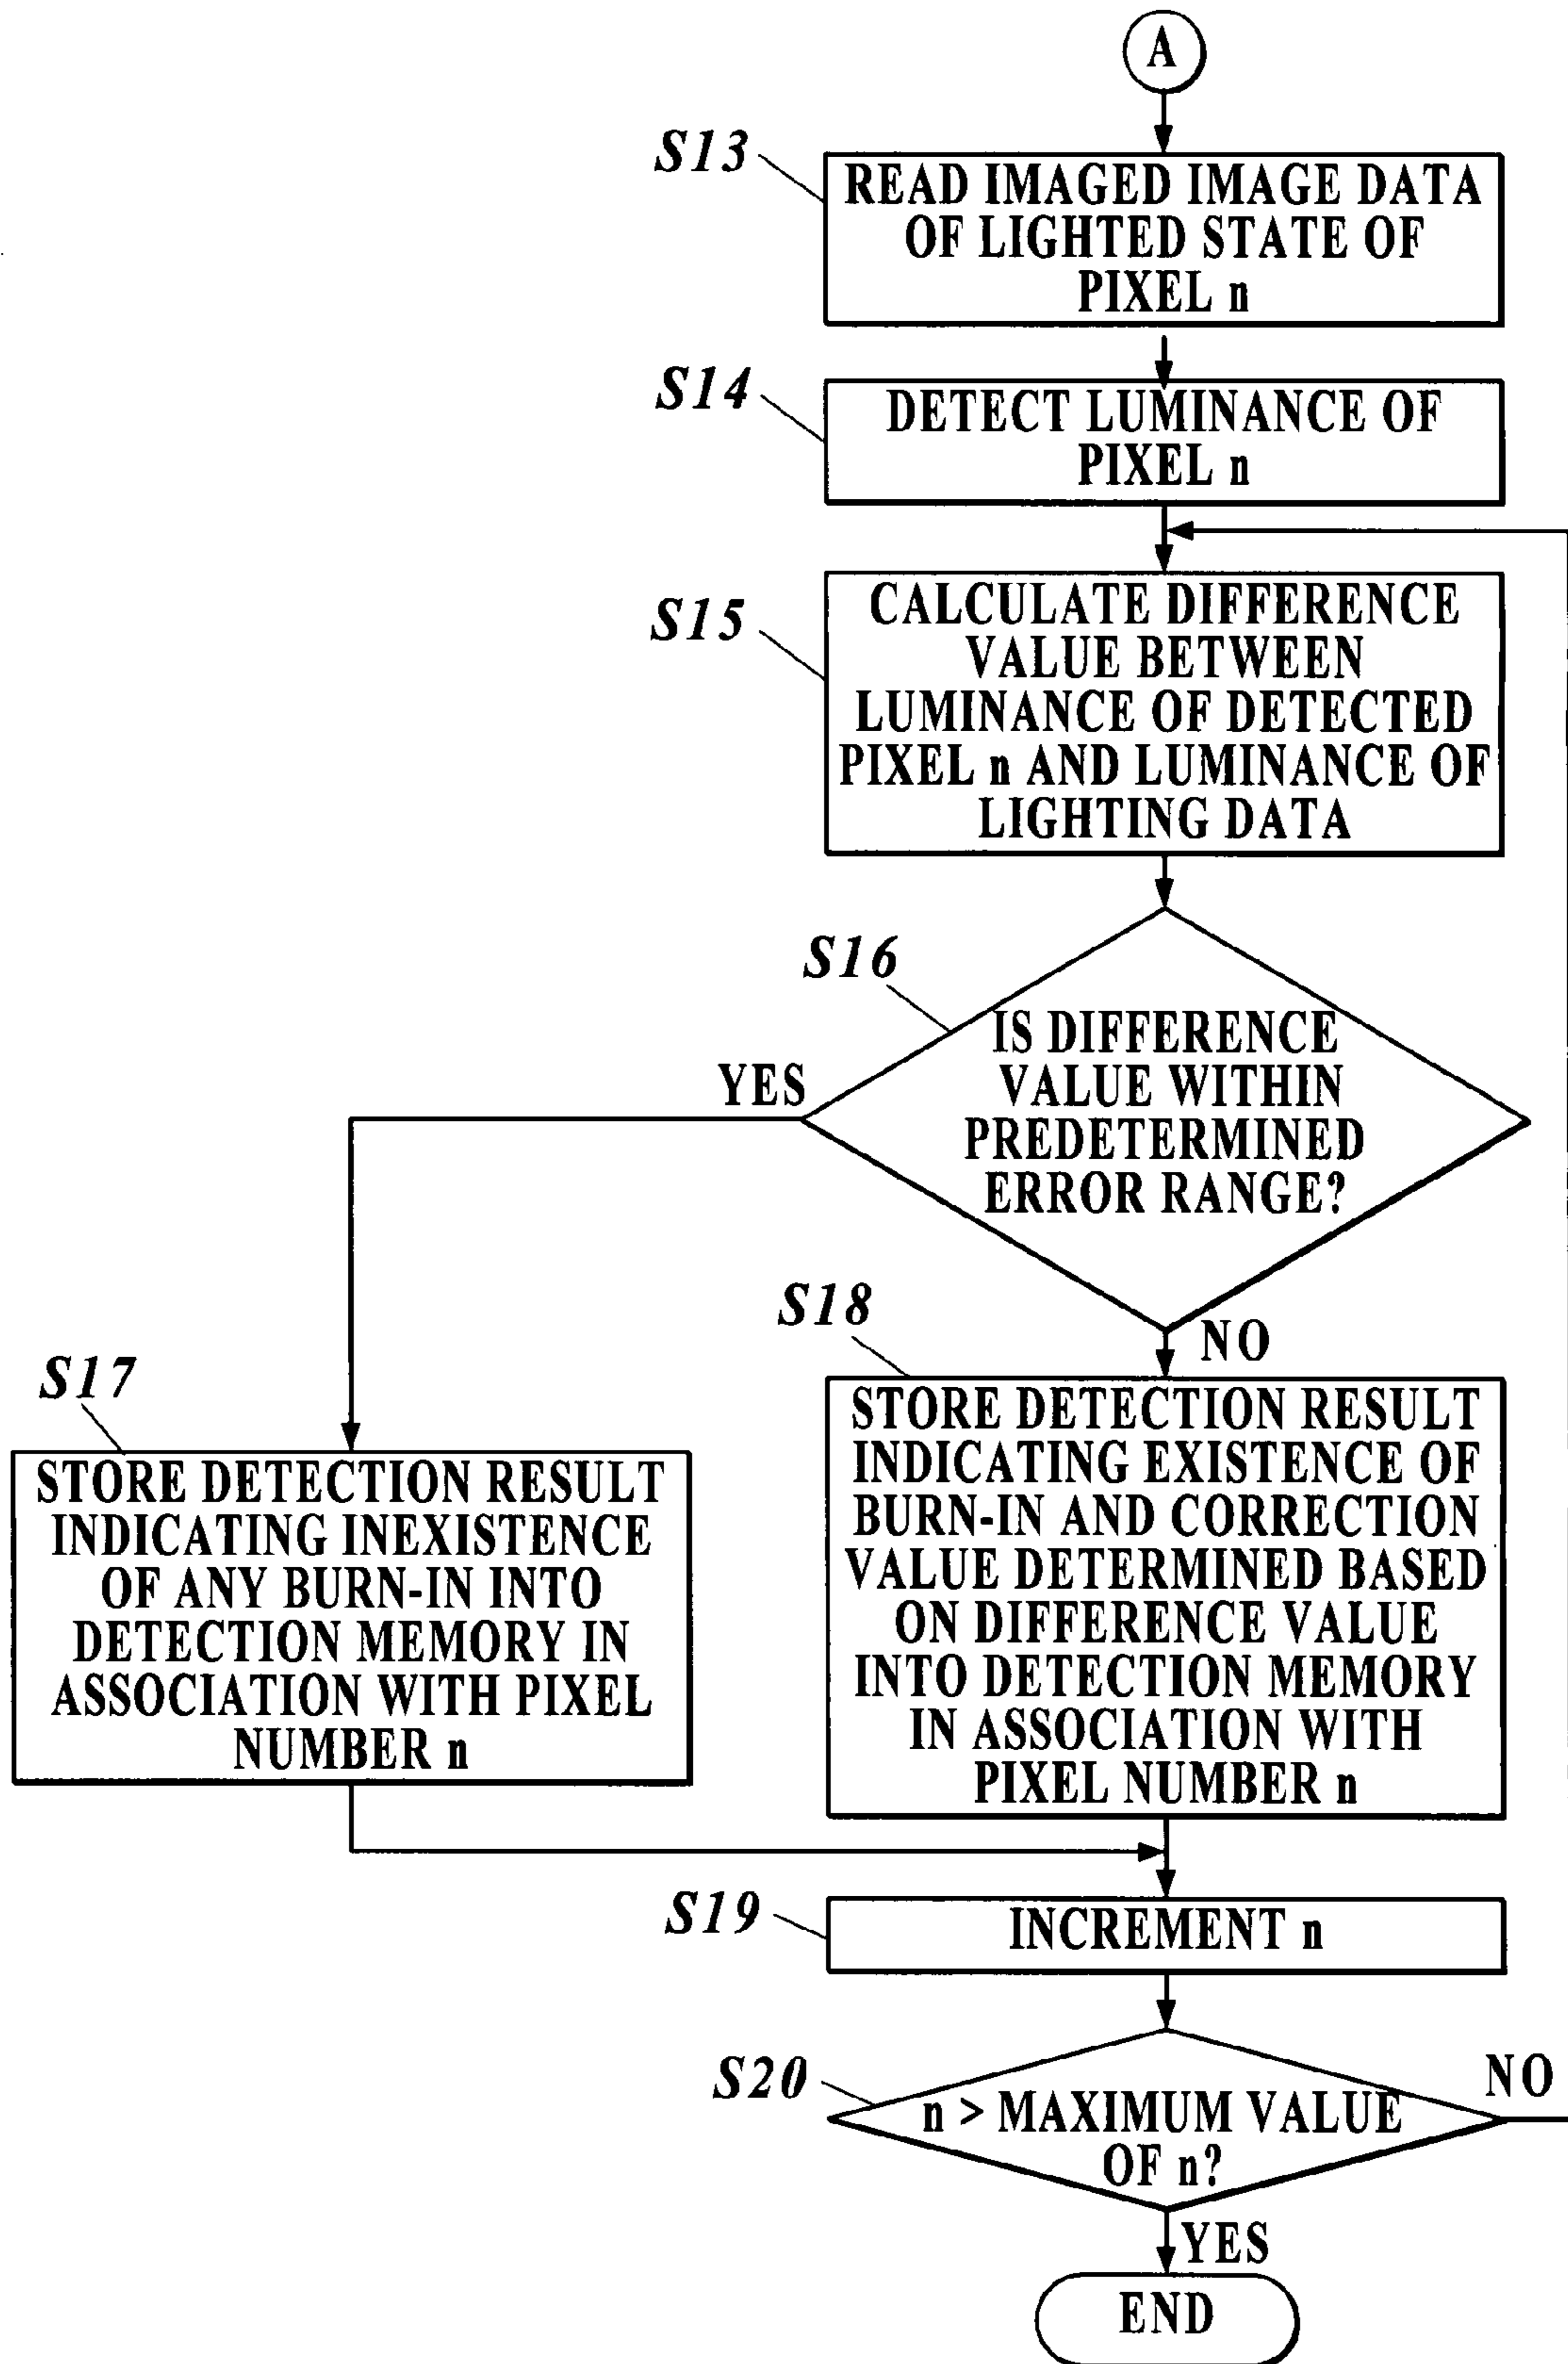 A
S13
READ IMAGED IMAGE DATA
OF LIGHTED STATE OF
PIXEL n
S14
DETECT LUMINANCE OF
PIXEL n
S15
CALCULATE DIFFERENCE
VALUE BETWEEN
LUMINANCE OF DETECTED
PIXEL n AND LUMINANCE OF
LIGHTING DATA
S16
IS DIFFERENCE
VALUE WITHIN
PREDETERMINED
ERROR RANGE?
YES
NO
S17
STORE DETECTION RESULT
INDICATING INEXISTENCE
OF ANY BURN-IN INTO
DETECTION MEMORY IN
ASSOCIATION WITH PIXEL
NUMBER n
S18
STORE DETECTION RESULT
INDICATING EXISTENCE OF
BURN-IN AND CORRECTION
VALUE DETERMINED BASED
ON DIFFERENCE VALUE
INTO DETECTION MEMORY
IN ASSOCIATION WITH
PIXEL NUMBER n
S19
INCREMENT n
S20
n > MAXIMUM VALUE
OF n?
NO
YES
END